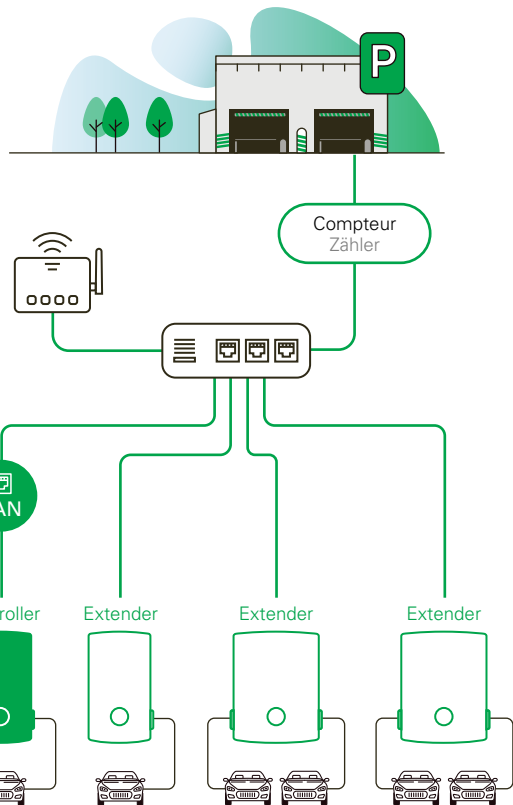 P
Compteur
Zähler
AN
roller
Extender
Extender
Extender